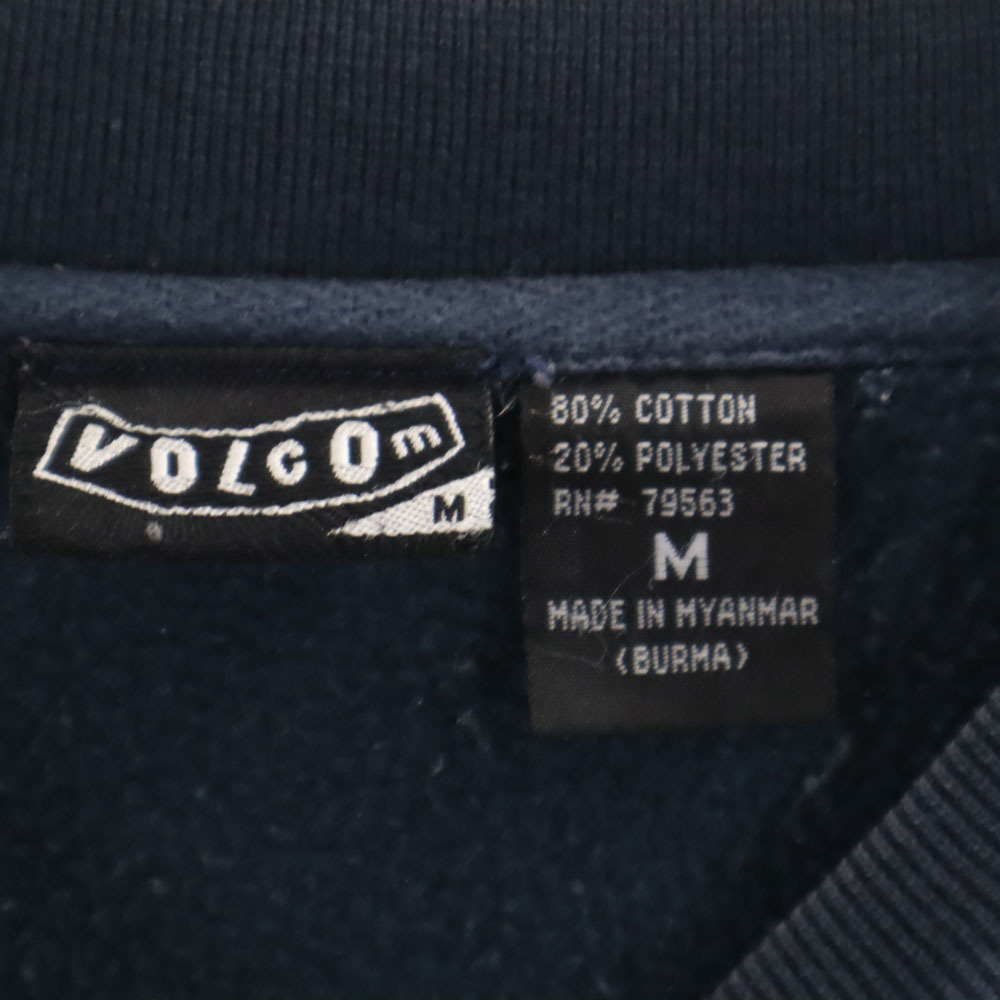 VOLCOm
M
80% COTTON
20% POLYESTER
RN# 79563
M
MADE IN MYANMAR
(BURMA)